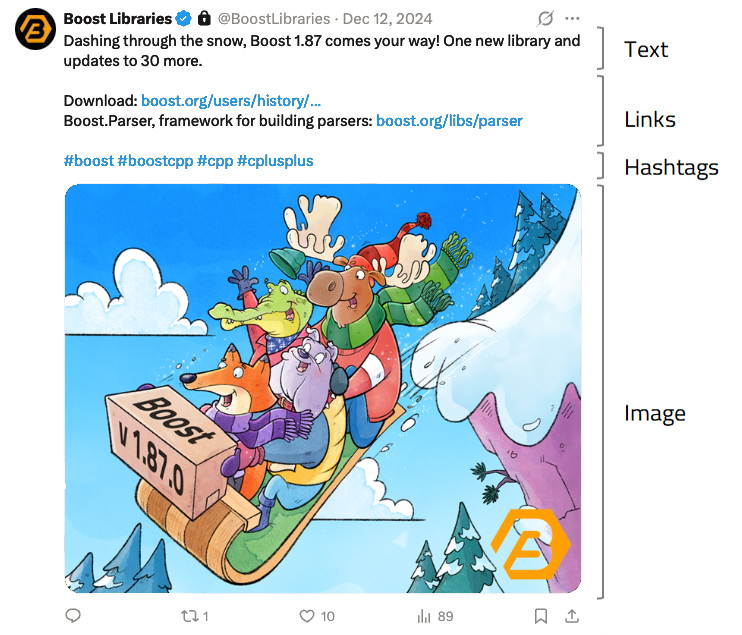 Boost Libraries @BoostLibraries · Dec 12, 2024
Dashing through the snow, Boost 1.87 comes your way! One new library and
updates to 30 more.
Text
Download: boost.org/users/history/...
Boost.Parser, framework for building parsers: boost.org/libs/parser
Links
#boost #boostcpp #cpp #cplusplus
Hashtags
Boost
v 1.87.0
Image
1
10
89